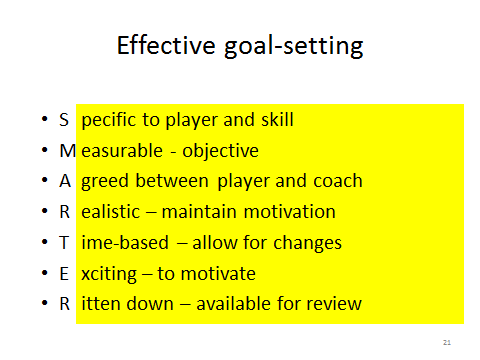 Effective goal-setting
• S pecific to player and skill
• M easurable - objective
• A greed between player and coach
• R ealistic – maintain motivation
• T ime-based – allow for changes
• E xciting – to motivate
• R itten down – available for review
21